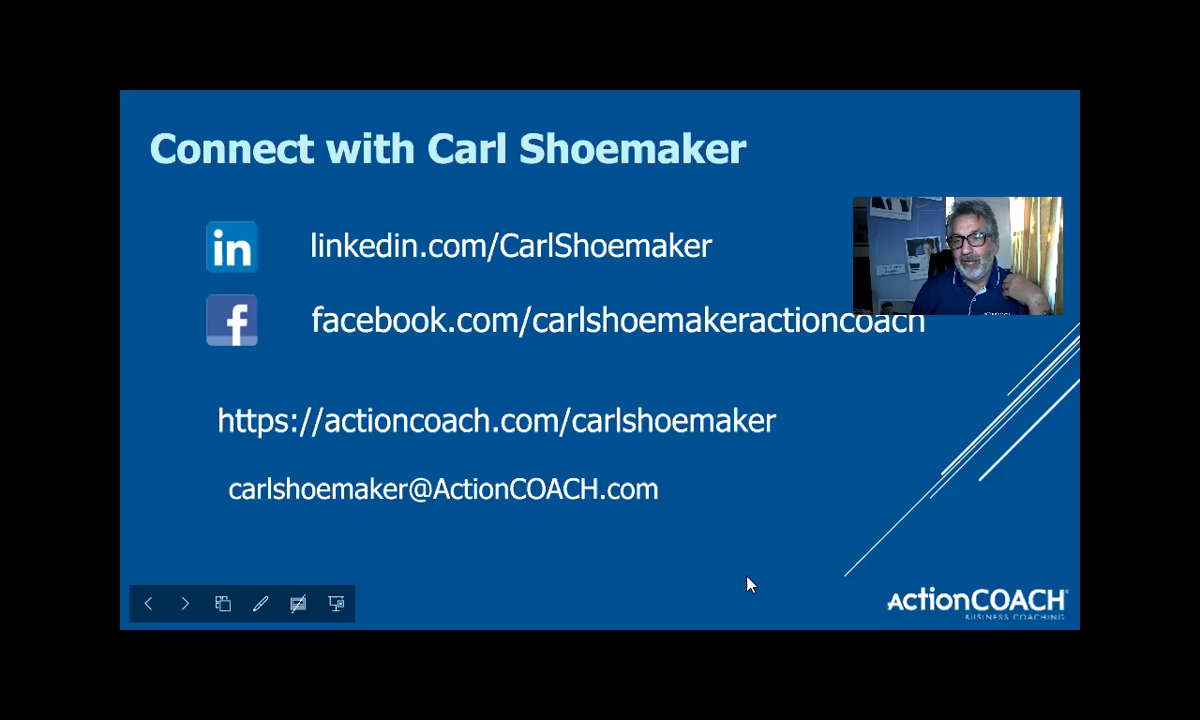 Connect with Carl Shoemaker
in
linkedin.com/CarlShoemaker
f
facebook.com/carlshoemakeractioncoach
https://actioncoach.com/carlshoemaker
carlshoemaker@ActionCOACH.com
ActionCOACH
BUSINESS COACHING